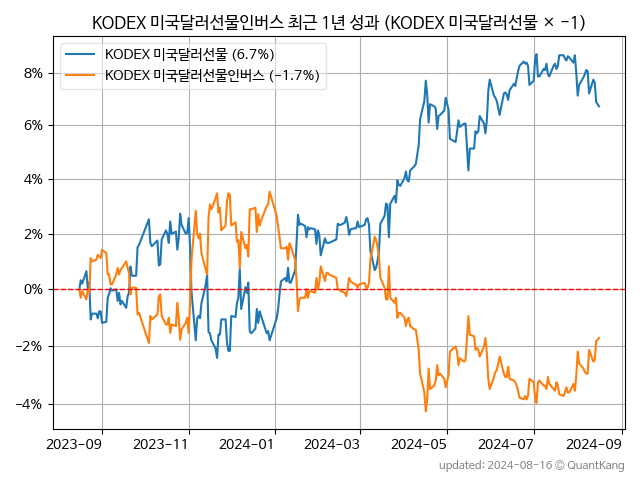 KODEX 미국달러선물인버스 최근 1년 성과 (KODEX 미국달러선물 × −1)
KODEX 미국달러선물 (6.7%)
KODEX 미국달러선물인버스 (−1.7%)
8%
6%
4%
2%
0%
−2%
−4%
2023-09 2023-11 2024-01 2024-03 2024-05 2024-07 2024-09
updated: 2024-08-16 © QuantKang